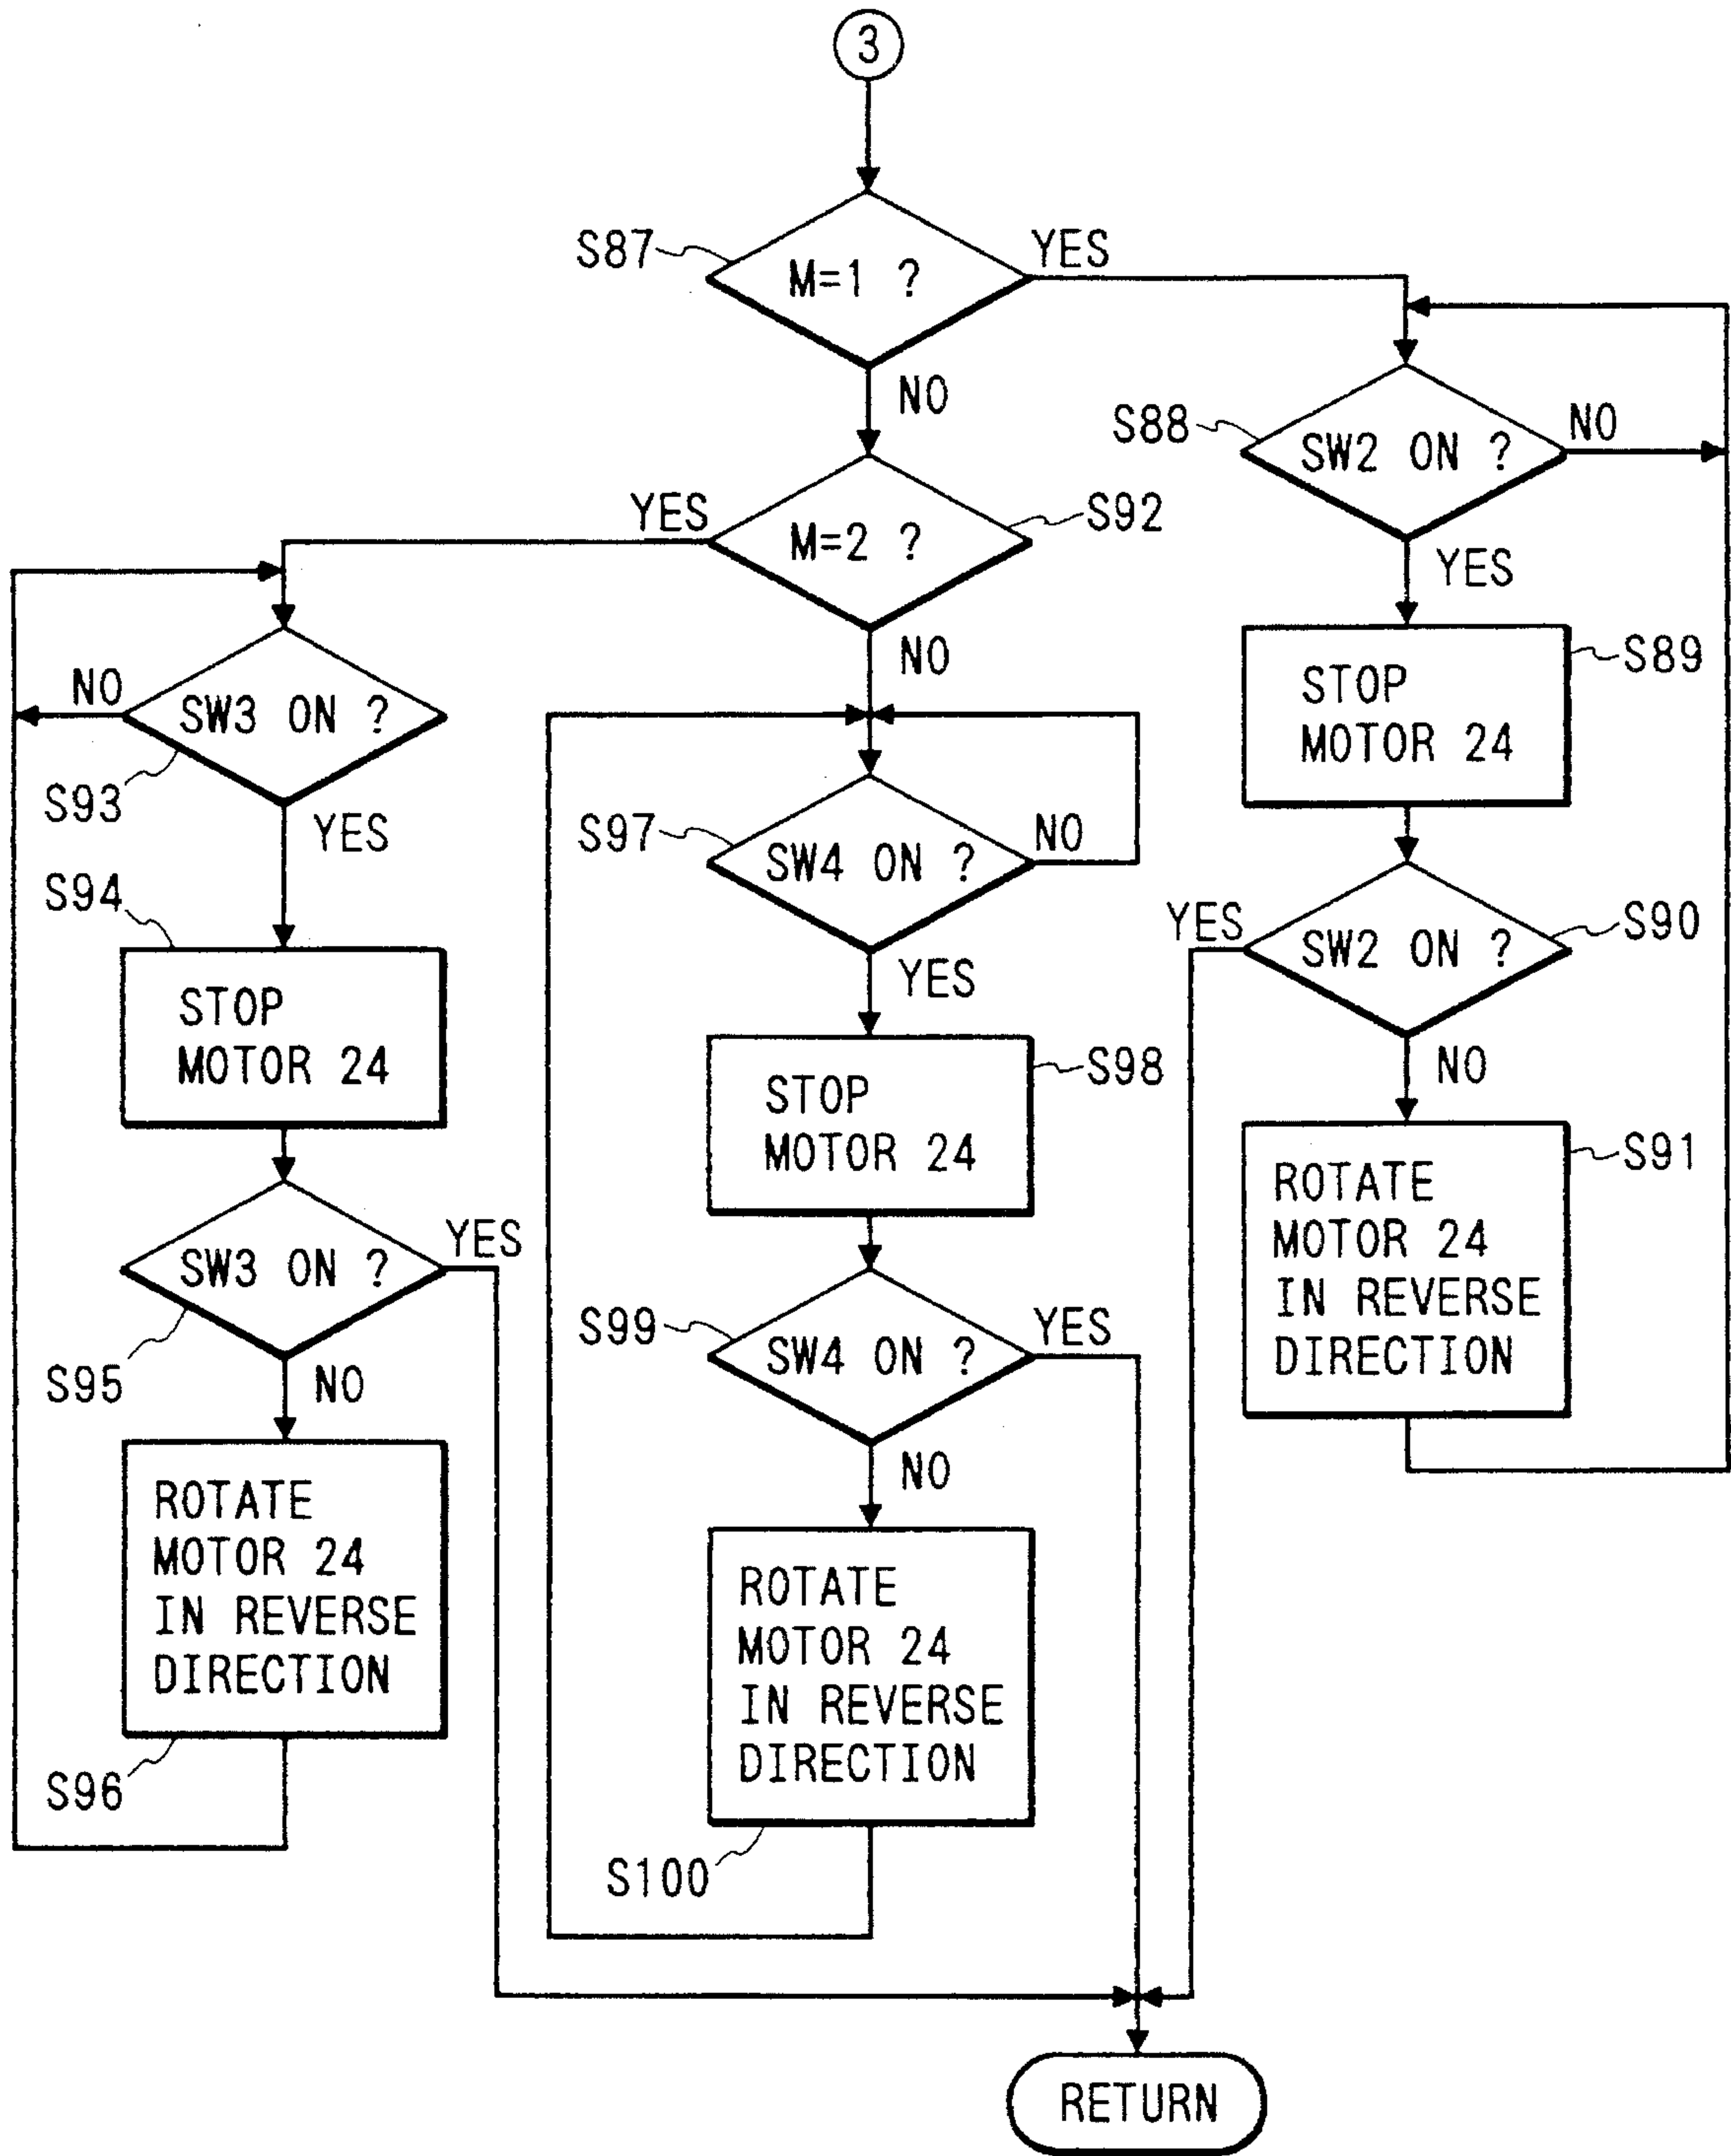 3
S87
M=1 ?
YES
NO
S88
SW2 ON ?
NO
YES
S92
M=2 ?
YES
NO
S89
STOP
MOTOR 24
S93
SW3 ON ?
NO
YES
S97
SW4 ON ?
NO
YES
S90
SW2 ON ?
YES
NO
S94
STOP
MOTOR 24
S98
STOP
MOTOR 24
S91
ROTATE
MOTOR 24
IN REVERSE
DIRECTION
S95
SW3 ON ?
YES
NO
S99
SW4 ON ?
YES
NO
S96
ROTATE
MOTOR 24
IN REVERSE
DIRECTION
S100
ROTATE
MOTOR 24
IN REVERSE
DIRECTION
RETURN